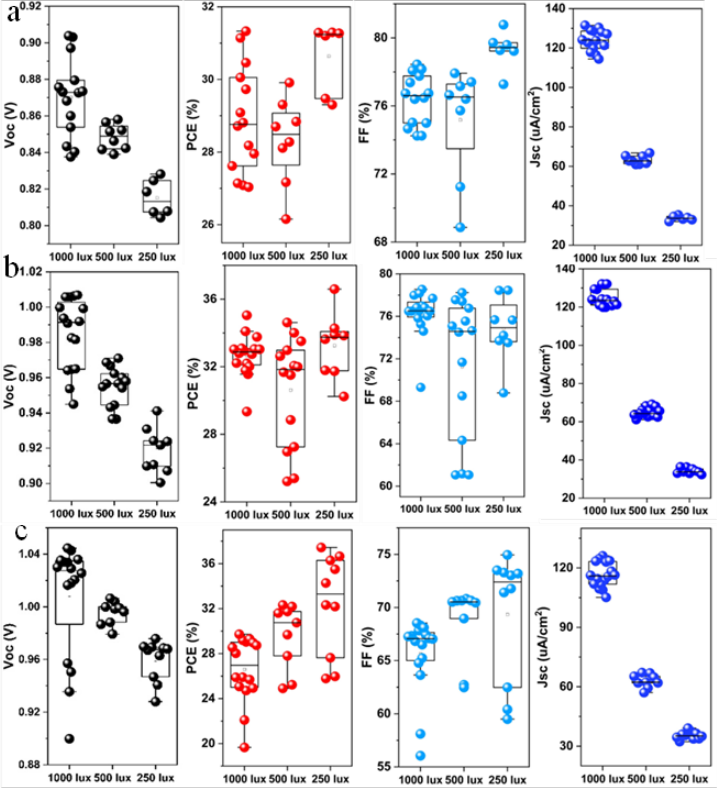 a
Voc (V)
0.92
0.90
0.88
0.86
0.84
0.82
0.80
1000 lux 500 lux 250 lux
PCE (%)
32
30
28
26
1000 lux 500 lux 250 lux
FF (%)
80
76
72
68
1000 lux 500 lux 250 lux
Jsc (uA/cm²)
140
120
100
80
60
40
20
1000 lux 500 lux 250 lux
b
Voc (V)
1.02
1.00
0.98
0.96
0.94
0.92
0.90
1000 lux 500 lux 250 lux
PCE (%)
36
32
28
24
1000 lux 500 lux 250 lux
FF (%)
80
76
72
68
64
60
1000 lux 500 lux 250 lux
Jsc (uA/cm²)
140
120
100
80
60
40
20
1000 lux 500 lux 250 lux
c
Voc (V)
1.04
1.00
0.96
0.92
0.88
1000 lux 500 lux 250 lux
PCE (%)
36
32
28
24
20
1000 lux 500 lux 250 lux
FF (%)
75
70
65
60
55
1000 lux 500 lux 250 lux
Jsc (uA/cm²)
120
90
60
30
1000 lux 500 lux 250 lux